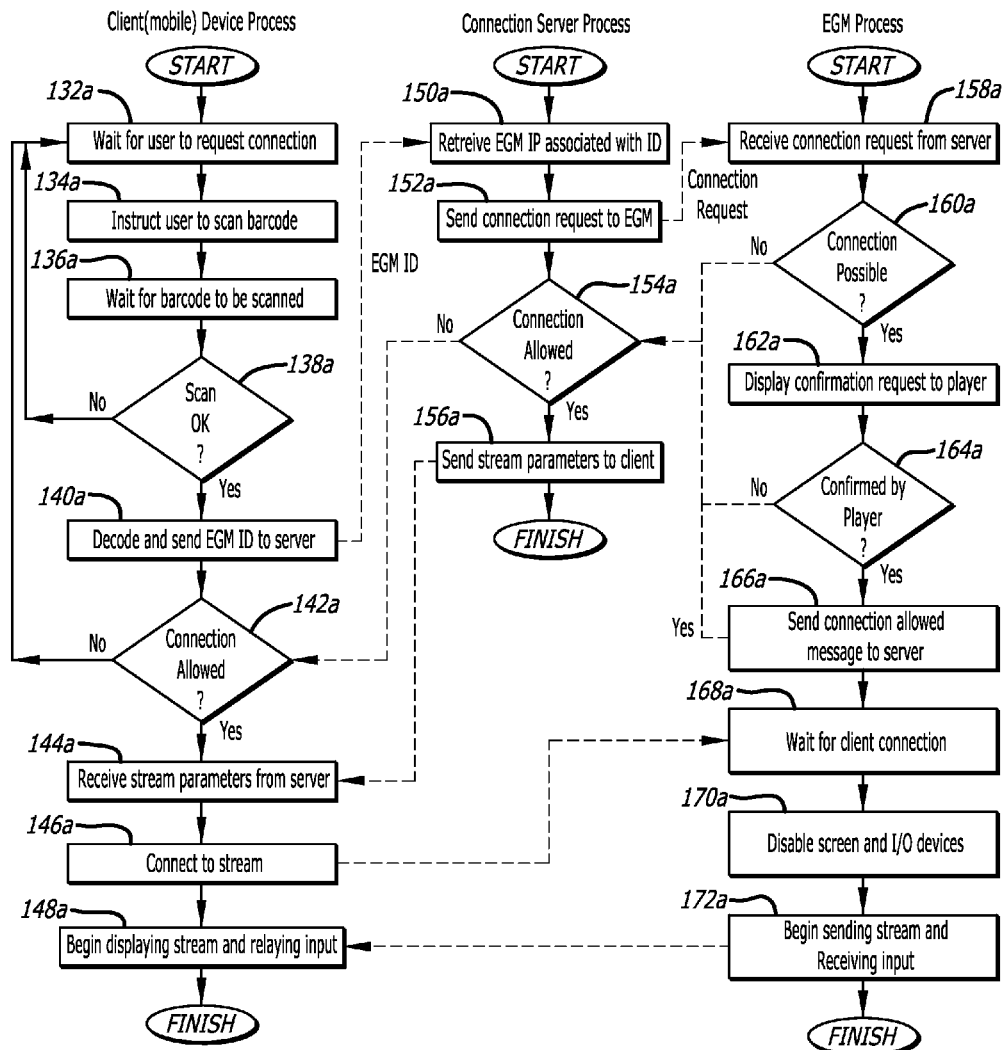 Client(mobile) Device Process
START
132a
Wait for user to request connection
134a
Instruct user to scan barcode
136a
Wait for barcode to be scanned
138a
Scan
OK
?
No
Yes
140a
Decode and send EGM ID to server
EGM ID
142a
Connection
Allowed
?
No
Yes
144a
Receive stream parameters from server
146a
Connect to stream
148a
Begin displaying stream and relaying input
FINISH
Connection Server Process
START
150a
Retreive EGM IP associated with ID
152a
Send connection request to EGM
Connection
Request
154a
Connection
Allowed
?
No
Yes
156a
Send stream parameters to client
FINISH
EGM Process
START
158a
Receive connection request from server
160a
Connection
Possible
?
No
Yes
162a
Display confirmation request to player
164a
Confirmed by
Player
?
No
Yes
166a
Send connection allowed
message to server
Yes
168a
Wait for client connection
170a
Disable screen and I/O devices
172a
Begin sending stream and
Receiving input
FINISH